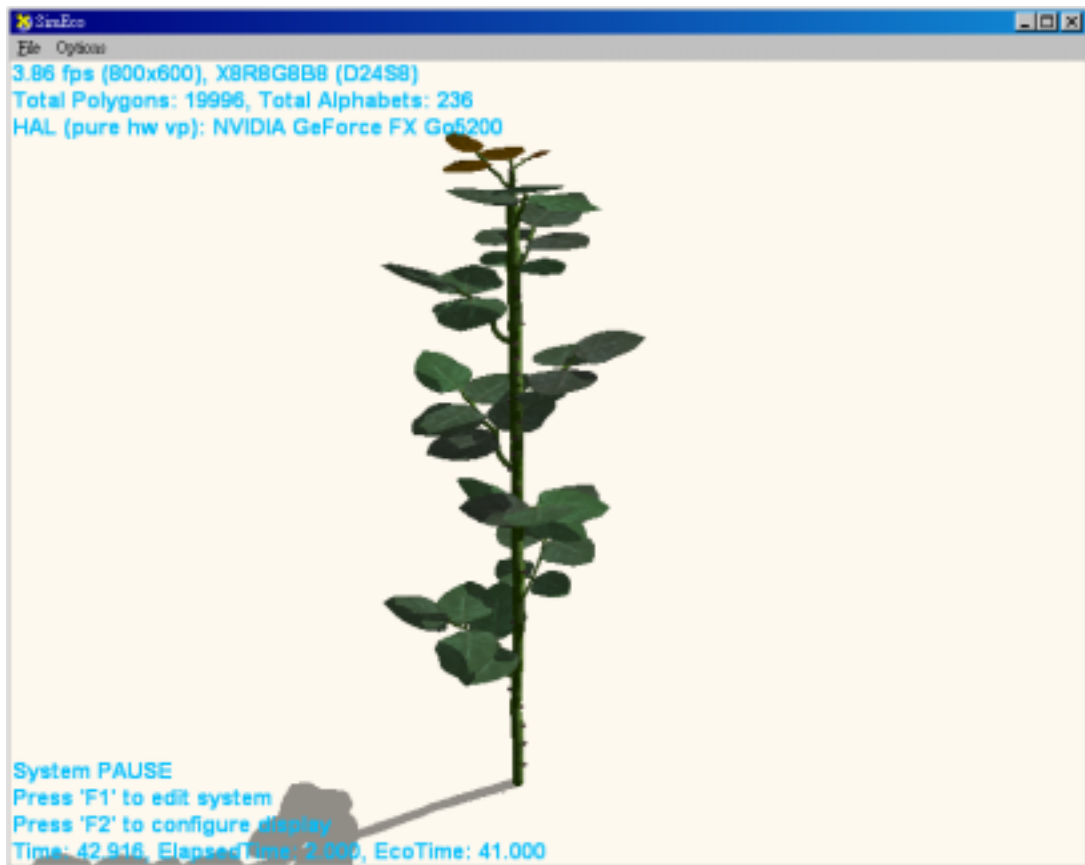 SimEco
File Options
3.86 fps (800x600), X8R8G8B8 (D24S8)
Total Polygons: 19996, Total Alphabets: 236
HAL (pure hw vp): NVIDIA GeForce FX Go5200
System PAUSE
Press 'F1' to edit system
Press 'F2' to configure display
Time: 42.916, ElapsedTime: 2.000, EcoTime: 41.000